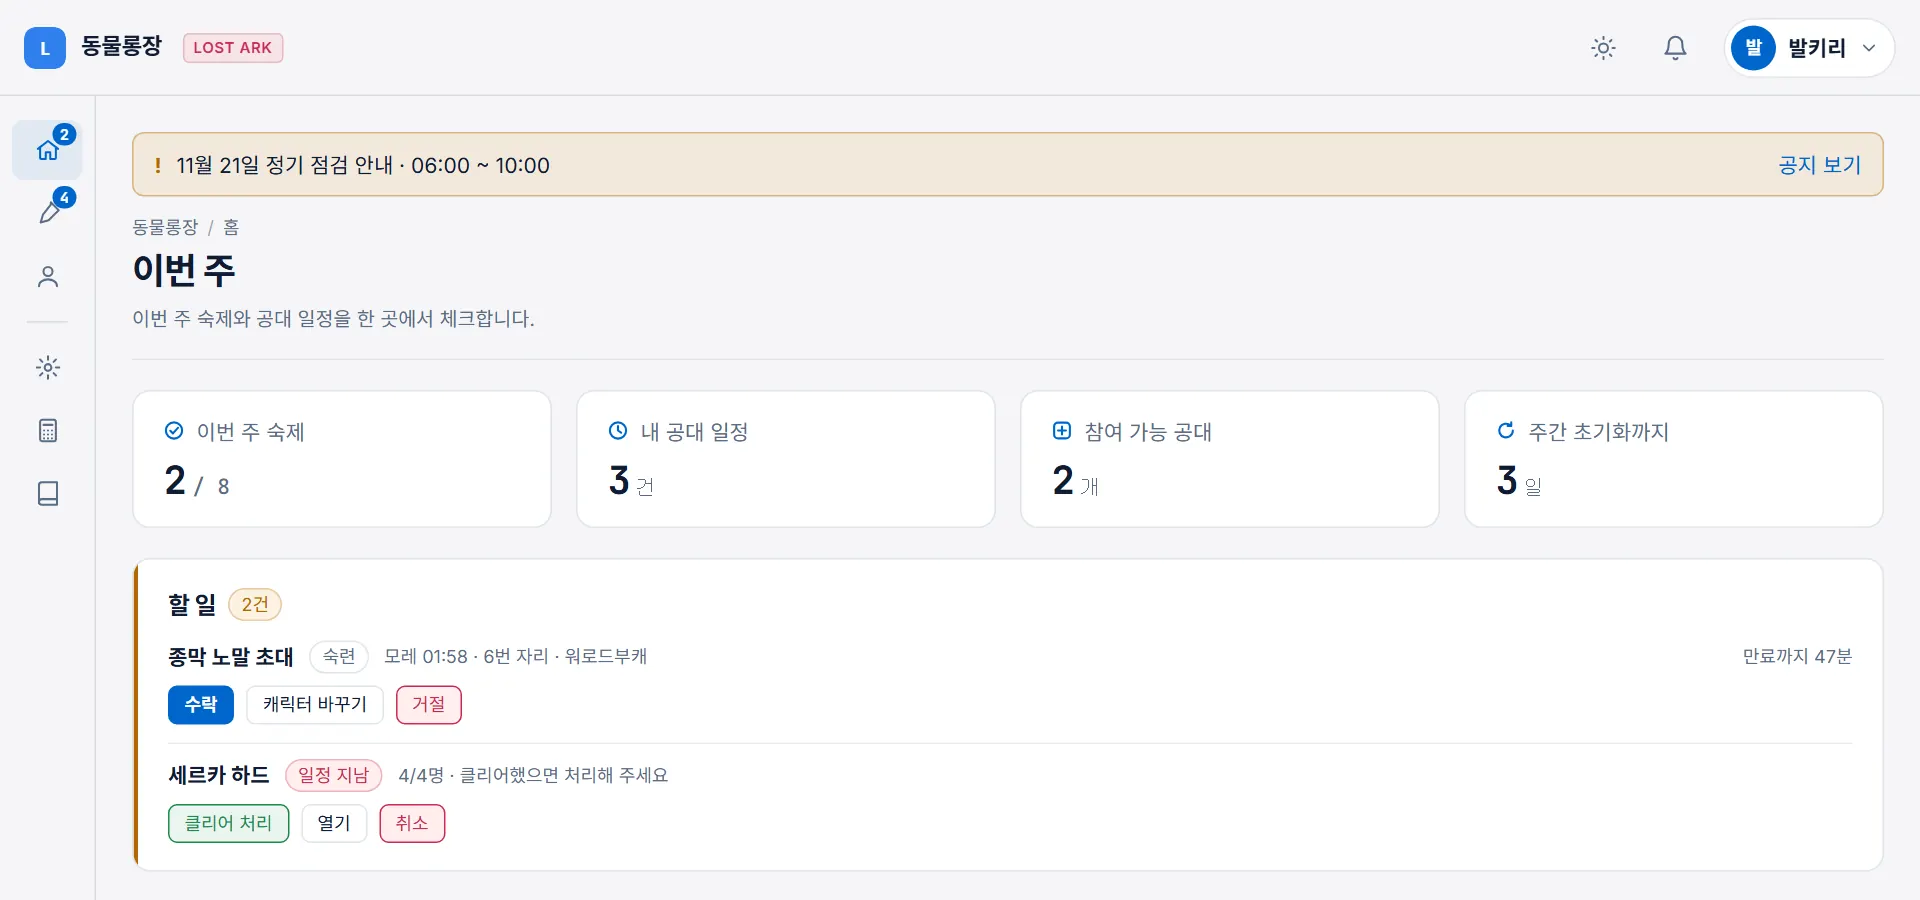 L 동물롱장 LOST ARK 발 발키리
2
4
! 11월 21일 정기 점검 안내 · 06:00 ~ 10:00 공지 보기
동물롱장 / 홈
이번 주
이번 주 숙제와 공대 일정을 한 곳에서 체크합니다.
이번 주 숙제
2 / 8
내 공대 일정
3 건
참여 가능 공대
2 개
주간 초기화까지
3 일
할 일 2건
종막 노말 초대 숙련 모레 01:58 · 6번 자리 · 워로드부캐 만료까지 47분
수락 캐릭터 바꾸기 거절
세르카 하드 일정 지남 4/4명 · 클리어했으면 처리해 주세요
클리어 처리 열기 취소